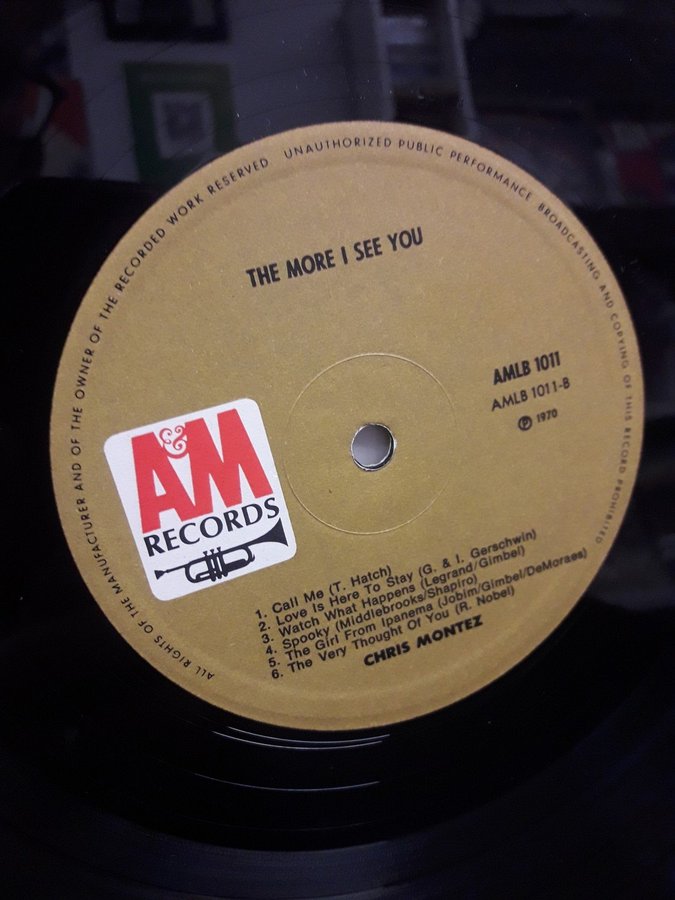 ALL RIGHTS OF THE MANUFACTURER AND OF THE OWNER OF THE RECORDED WORK RESERVED UNAUTHORIZED PUBLIC PERFORMANCE BROADCASTING AND COPYING OF THIS RECORD PROHIBITED
THE MORE I SEE YOU
AMLB 1011
AMLB 1011-B
℗ 1970
A&M
RECORDS
1. Call Me (T. Hatch)
2. Love Is Here To Stay (G. & I. Gerschwin)
3. Watch What Happens (Legrand/Gimbel)
4. Spooky (Middlebrooks/Shapiro)
5. The Girl From Ipanema (Jobim/Gimbel/DeMoraes)
6. The Very Thought Of You (R. Nobel)
CHRIS MONTEZ